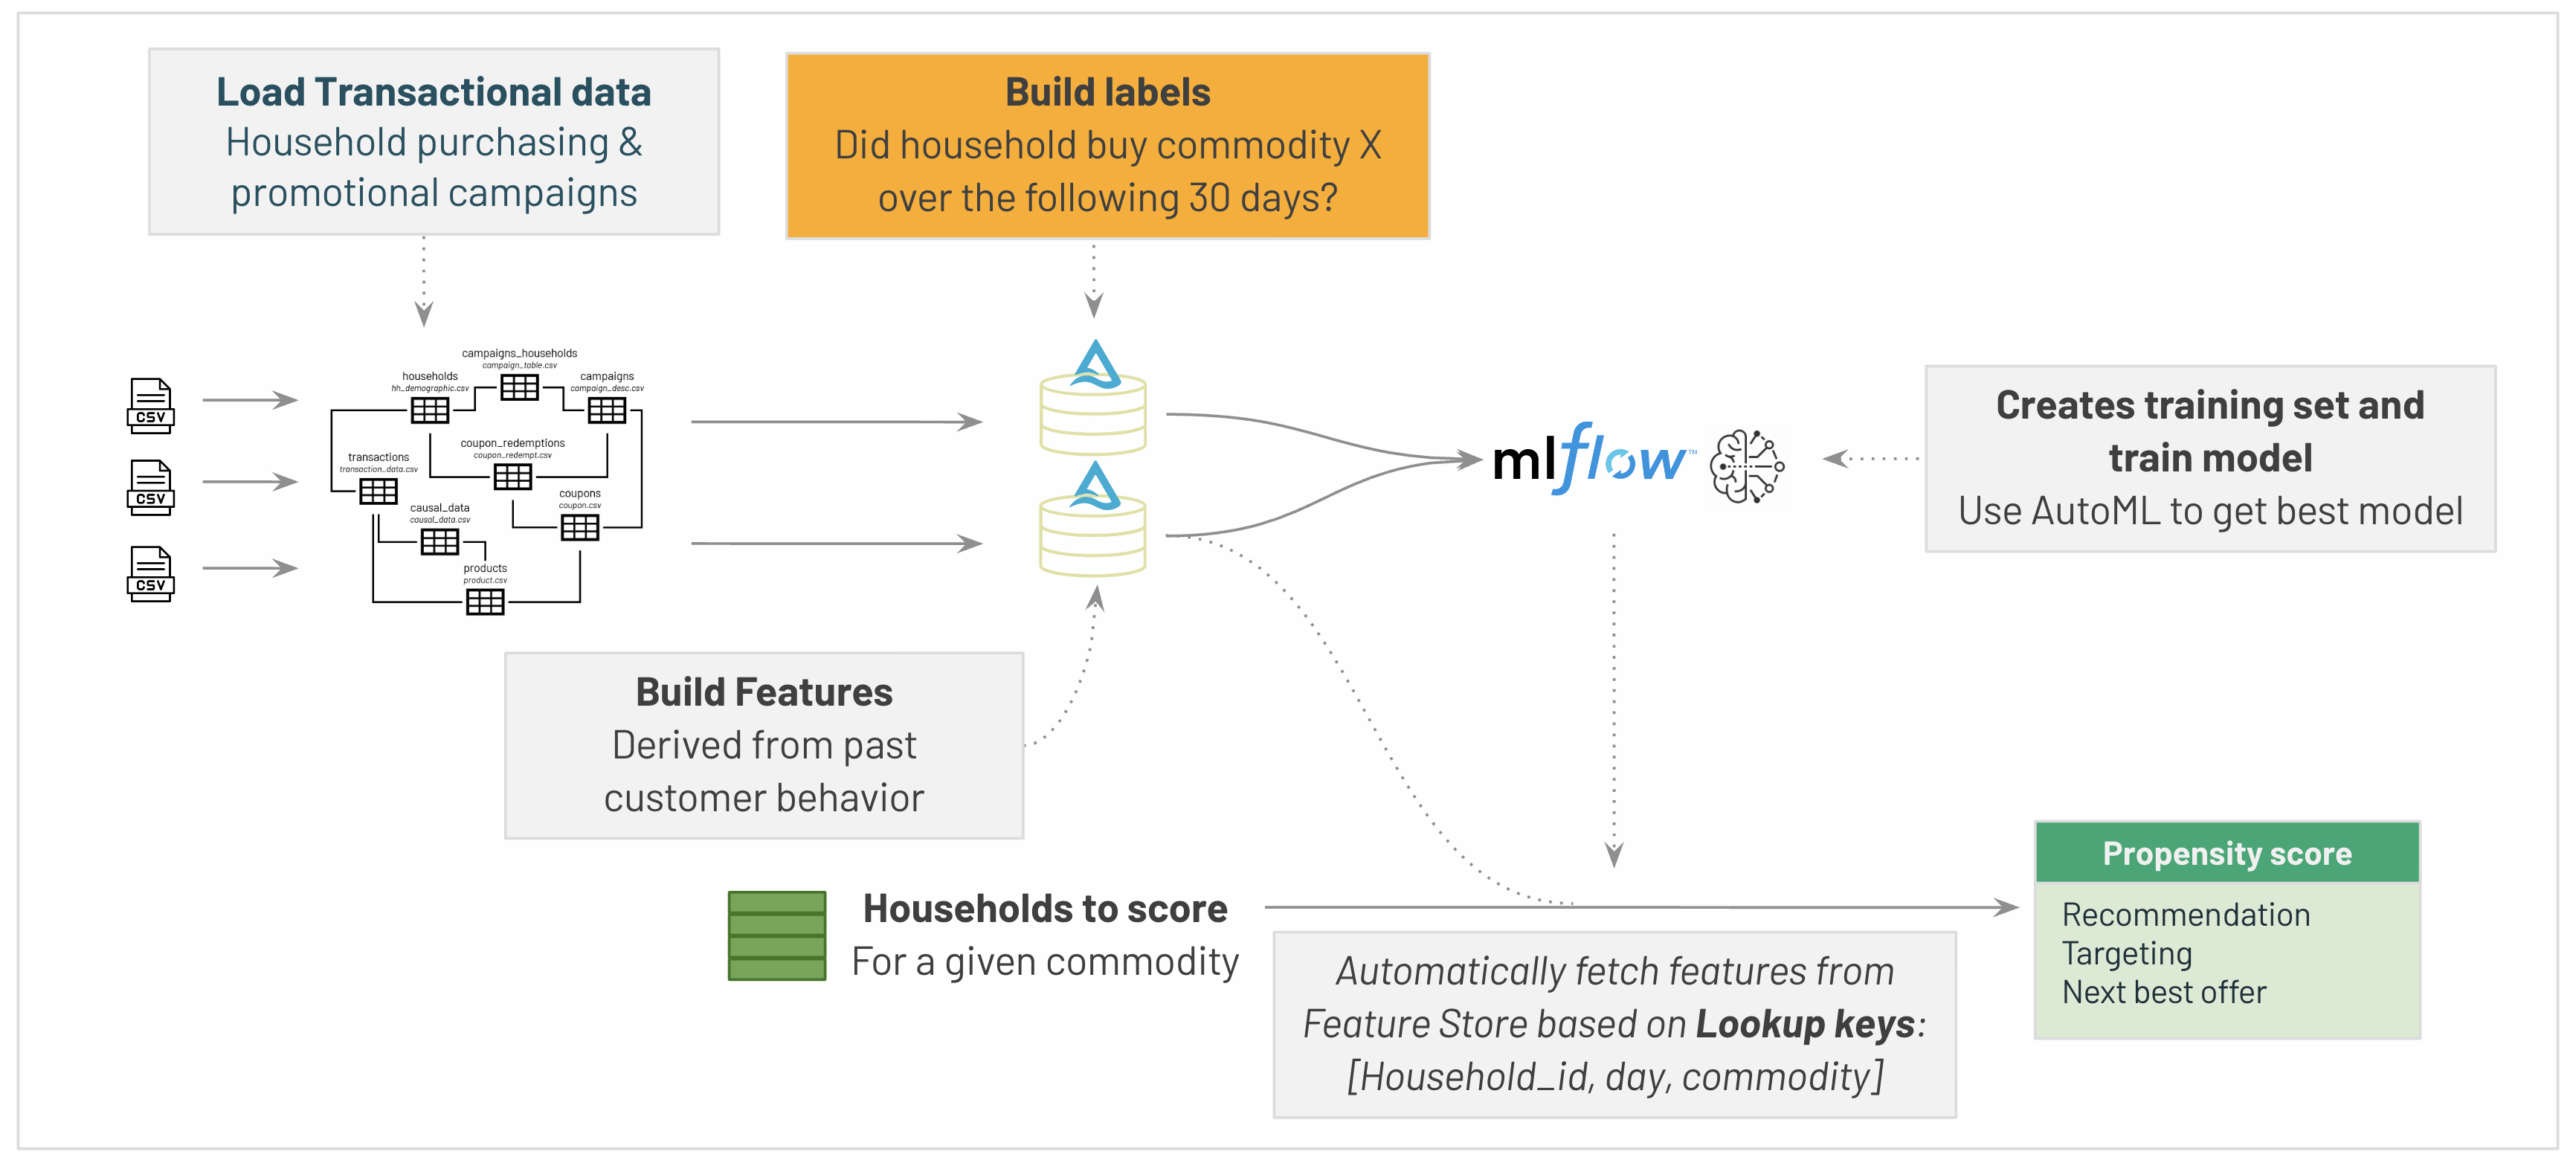 Load Transactional data
Household purchasing &
promotional campaigns
Build labels
Did household buy commodity X
over the following 30 days?
CSV
CSV
CSV
campaigns_households
campaign_table.csv
households
hh_demographic.csv
campaigns
campaign_desc.csv
coupon_redemptions
coupon_redempt.csv
transactions
transaction_data.csv
coupons
coupon.csv
causal_data
causal_data.csv
products
product.csv
mlflow™
Creates training set and
train model
Use AutoML to get best model
Build Features
Derived from past
customer behavior
Households to score
For a given commodity
Automatically fetch features from
Feature Store based on Lookup keys:
[Household_id, day, commodity]
Propensity score
Recommendation
Targeting
Next best offer